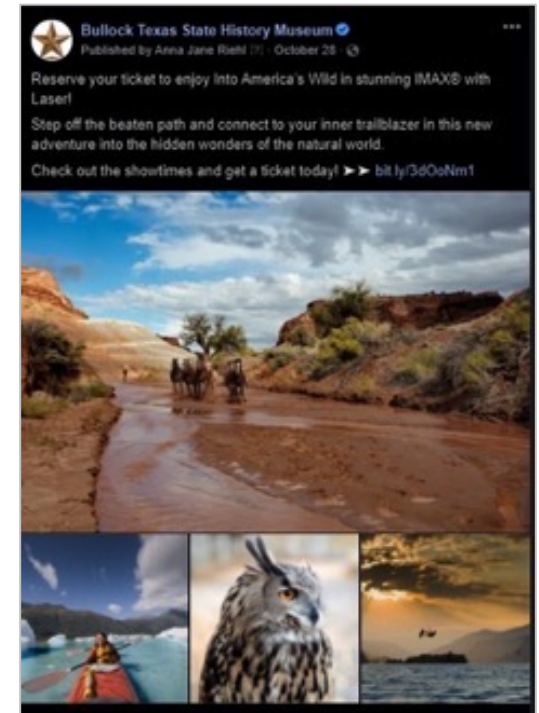 Bullock Texas State History Museum
Published by Anna Jane Riehl [?] · October 28 ·
Reserve your ticket to enjoy Into America's Wild in stunning IMAX® with
Laser!
Step off the beaten path and connect to your inner trailblazer in this new
adventure into the hidden wonders of the natural world.
Check out the showtimes and get a ticket today! ➤➤ bit.ly/3dOoNm1